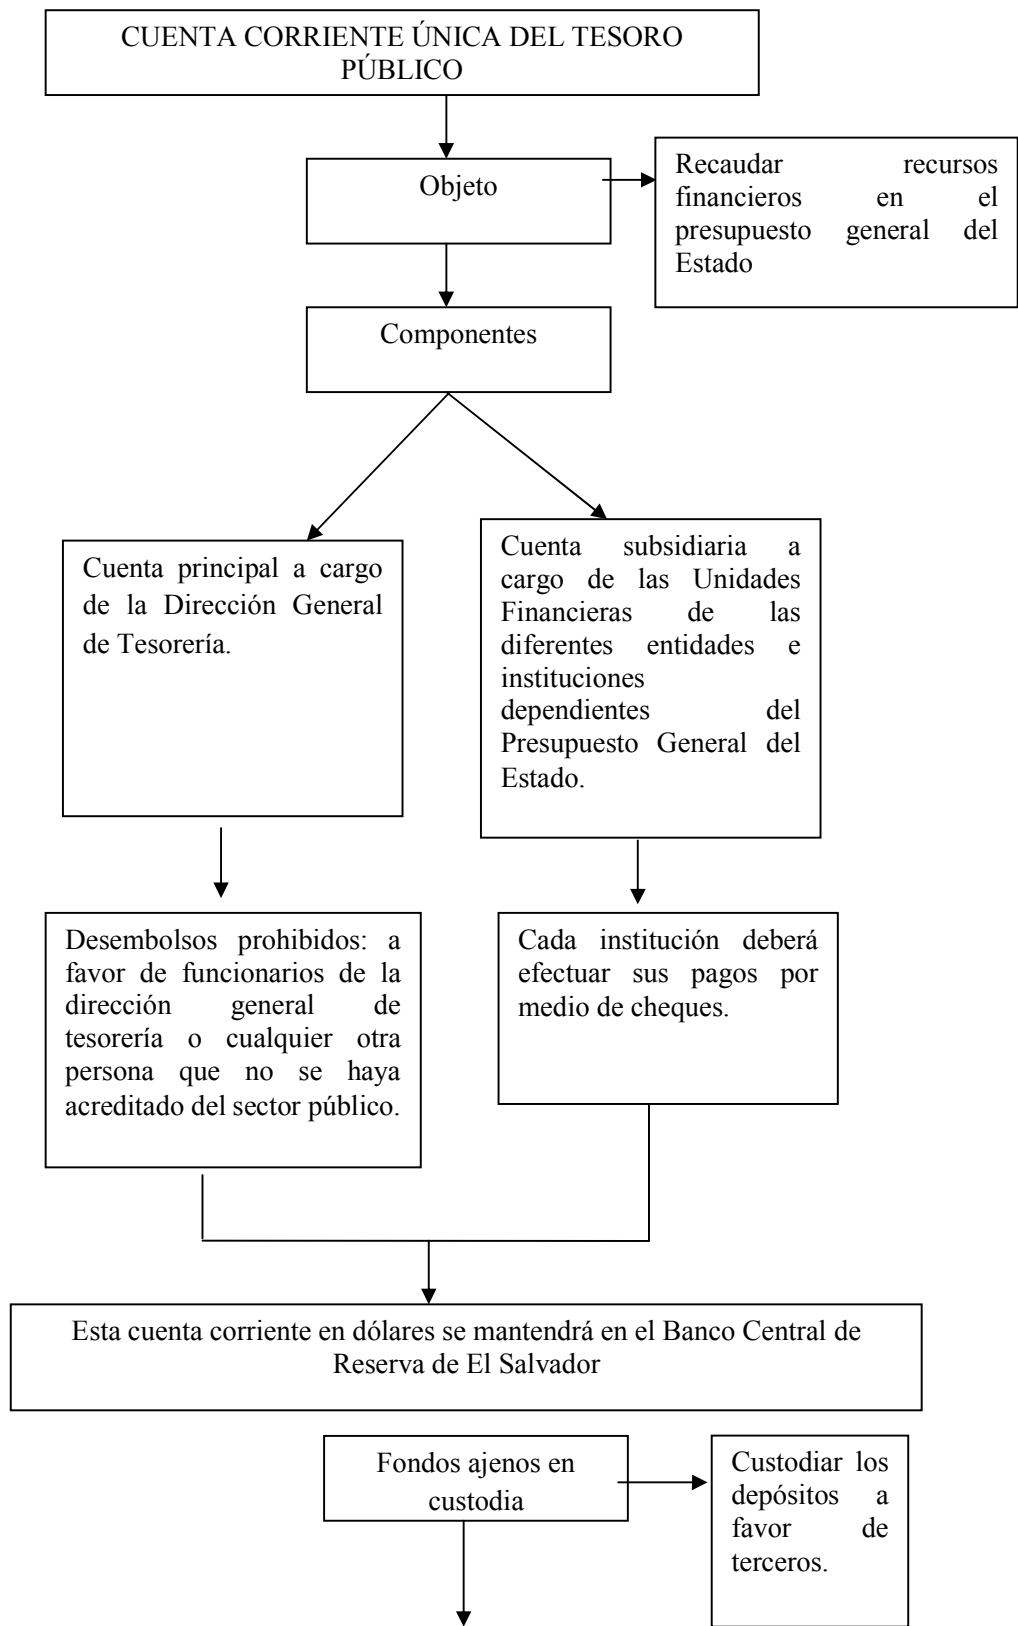 CUENTA CORRIENTE ÚNICA DEL TESORO
PÚBLICO
Objeto
Recaudar recursos
financieros en el
presupuesto general del
Estado
Componentes
Cuenta principal a cargo
de la Dirección General
de Tesorería.
Cuenta subsidiaria a
cargo de las Unidades
Financieras de las
diferentes entidades e
instituciones
dependientes del
Presupuesto General del
Estado.
Desembolsos prohibidos: a
favor de funcionarios de la
dirección general de
tesorería o cualquier otra
persona que no se haya
acreditado del sector público.
Cada institución deberá
efectuar sus pagos por
medio de cheques.
Esta cuenta corriente en dólares se mantendrá en el Banco Central de
Reserva de El Salvador
Fondos ajenos en
custodia
Custodiar los
depósitos a
favor de
terceros.